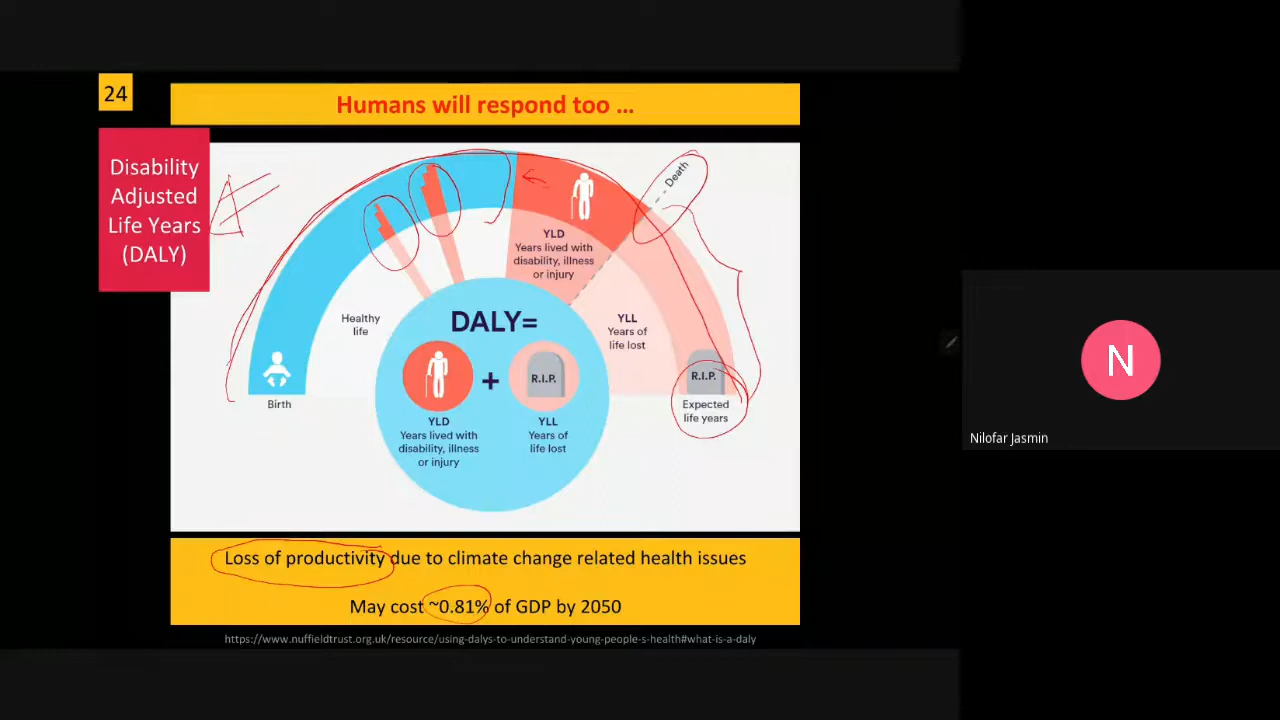 24
Humans will respond too ...
Disability
Adjusted
Life Years
(DALY)
Death
YLD
Years lived with
disability, illness
or injury
Healthy
life
DALY=
YLL
Years of
life lost
R.I.P.
+
R.I.P.
Birth
Expected
life years
YLD
Years lived with
disability, illness
or injury
YLL
Years of
life lost
Loss of productivity due to climate change related health issues
May cost ~0.81% of GDP by 2050
https://www.nuffieldtrust.org.uk/resource/using-dalys-to-understand-young-people-s-health#what-is-a-daly
N
Nilofar Jasmin